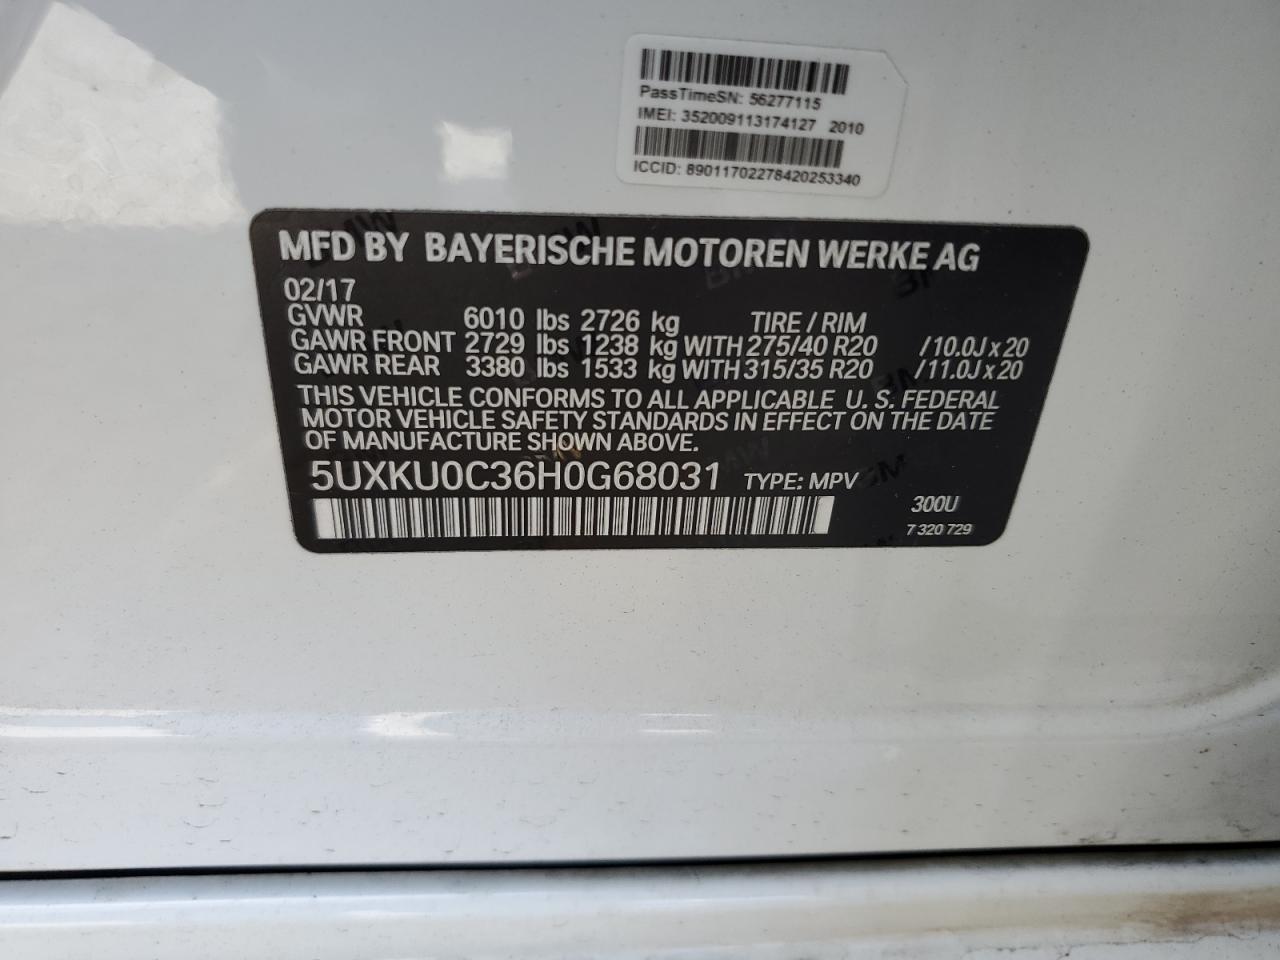 PassTimeSN: 56277115
IMEI: 352009113174127 2010
ICCID: 89011702278420253340
MFD BY BAYERISCHE MOTOREN WERKE AG
02/17
GVWR 6010 lbs 2726 kg TIRE / RIM
GAWR FRONT 2729 lbs 1238 kg WITH 275/40 R20 / 10.0J x 20
GAWR REAR 3380 lbs 1533 kg WITH 315/35 R20 / 11.0J x 20
THIS VEHICLE CONFORMS TO ALL APPLICABLE U. S. FEDERAL
MOTOR VEHICLE SAFETY STANDARDS IN EFFECT ON THE DATE
OF MANUFACTURE SHOWN ABOVE.
5UXKU0C36H0G68031 TYPE: MPV
300U
7 320 729